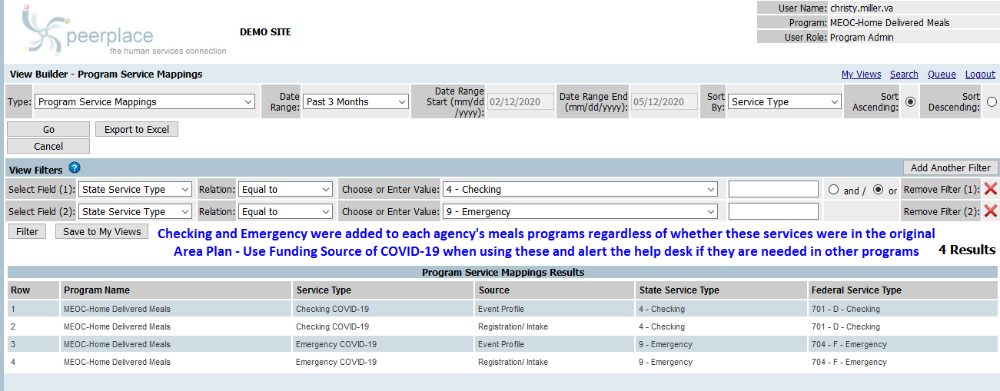 peerplace
the human services connection
DEMO SITE
User Name: christy.miller.va
Program: MEOC-Home Delivered Meals
User Role: Program Admin
View Builder - Program Service Mappings
My Views Search Queue Logout
Type: Program Service Mappings
Date Range: Past 3 Months
Date Range Start (mm/dd/yyyy): 02/12/2020
Date Range End (mm/dd/yyyy): 05/12/2020
Sort By: Service Type
Sort Ascending:
Sort Descending:
Go Export to Excel
Cancel
View Filters ? Add Another Filter
Select Field (1): State Service Type Relation: Equal to Choose or Enter Value: 4 - Checking and / or Remove Filter (1):
Select Field (2): State Service Type Relation: Equal to Choose or Enter Value: 9 - Emergency Remove Filter (2):
Filter Save to My Views
Checking and Emergency were added to each agency's meals programs regardless of whether these services were in the original
Area Plan - Use Funding Source of COVID-19 when using these and alert the help desk if they are needed in other programs
4 Results
Program Service Mappings Results
Row Program Name Service Type Source State Service Type Federal Service Type
1 MEOC-Home Delivered Meals Checking COVID-19 Event Profile 4 - Checking 701 - D - Checking
2 MEOC-Home Delivered Meals Checking COVID-19 Registration/ Intake 4 - Checking 701 - D - Checking
3 MEOC-Home Delivered Meals Emergency COVID-19 Event Profile 9 - Emergency 704 - F - Emergency
4 MEOC-Home Delivered Meals Emergency COVID-19 Registration/ Intake 9 - Emergency 704 - F - Emergency